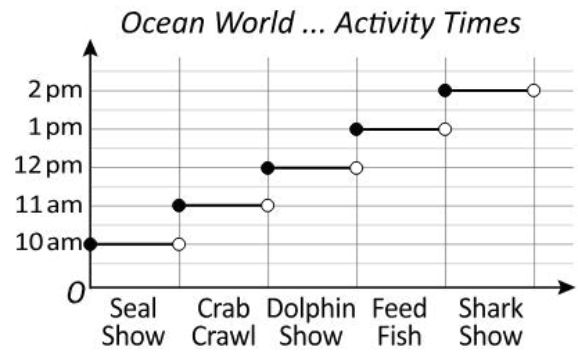 Ocean World ... Activity Times
2 pm
1 pm
12 pm
11 am
10 am
0
Seal Show
Crab Crawl
Dolphin Show
Feed Fish
Shark Show